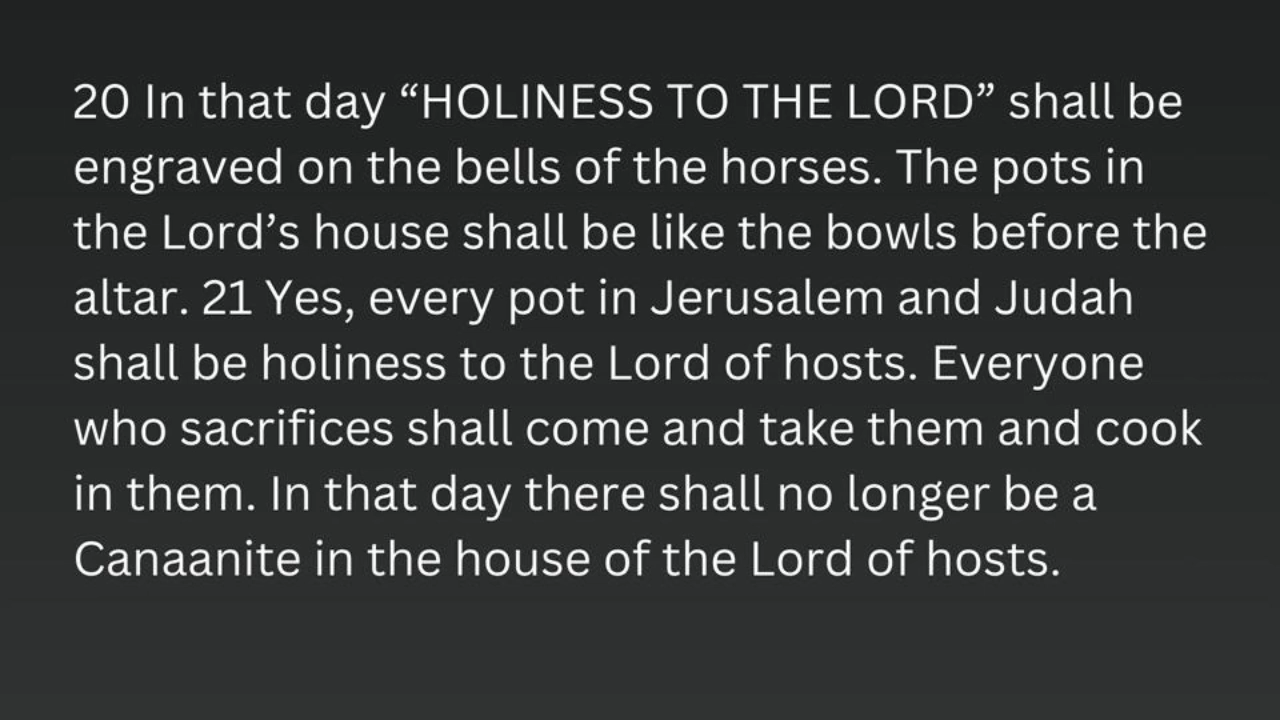 20 In that day “HOLINESS TO THE LORD” shall be
engraved on the bells of the horses. The pots in
the Lord’s house shall be like the bowls before the
altar. 21 Yes, every pot in Jerusalem and Judah
shall be holiness to the Lord of hosts. Everyone
who sacrifices shall come and take them and cook
in them. In that day there shall no longer be a
Canaanite in the house of the Lord of hosts.